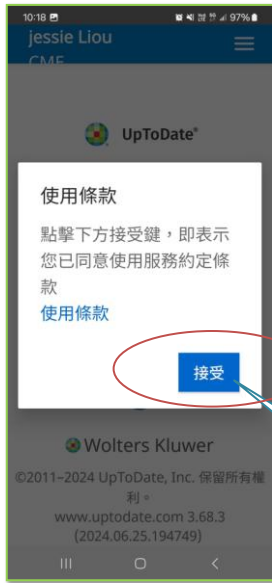 10:18 97%
jessie Liou
CME
UpToDate®
使用條款
點擊下方接受鍵，即表示
您已同意使用服務約定條
款
使用條款
接受
Wolters Kluwer
©2011–2024 UpToDate, Inc. 保留所有權
利。
www.uptodate.com 3.68.3
(2024.06.25.194749)